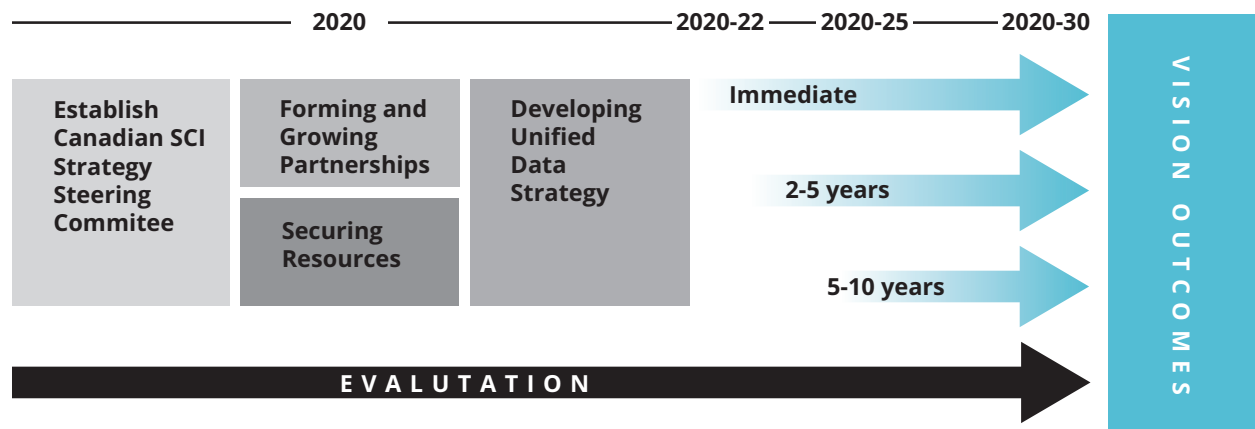 2020
2020-22
2020-25
2020-30
Establish
Canadian SCI
Strategy
Steering
Commitee
Forming and
Growing
Partnerships
Securing
Resources
Developing
Unified
Data
Strategy
Immediate
2-5 years
5-10 years
EVALUTATION
VISION OUTCOMES